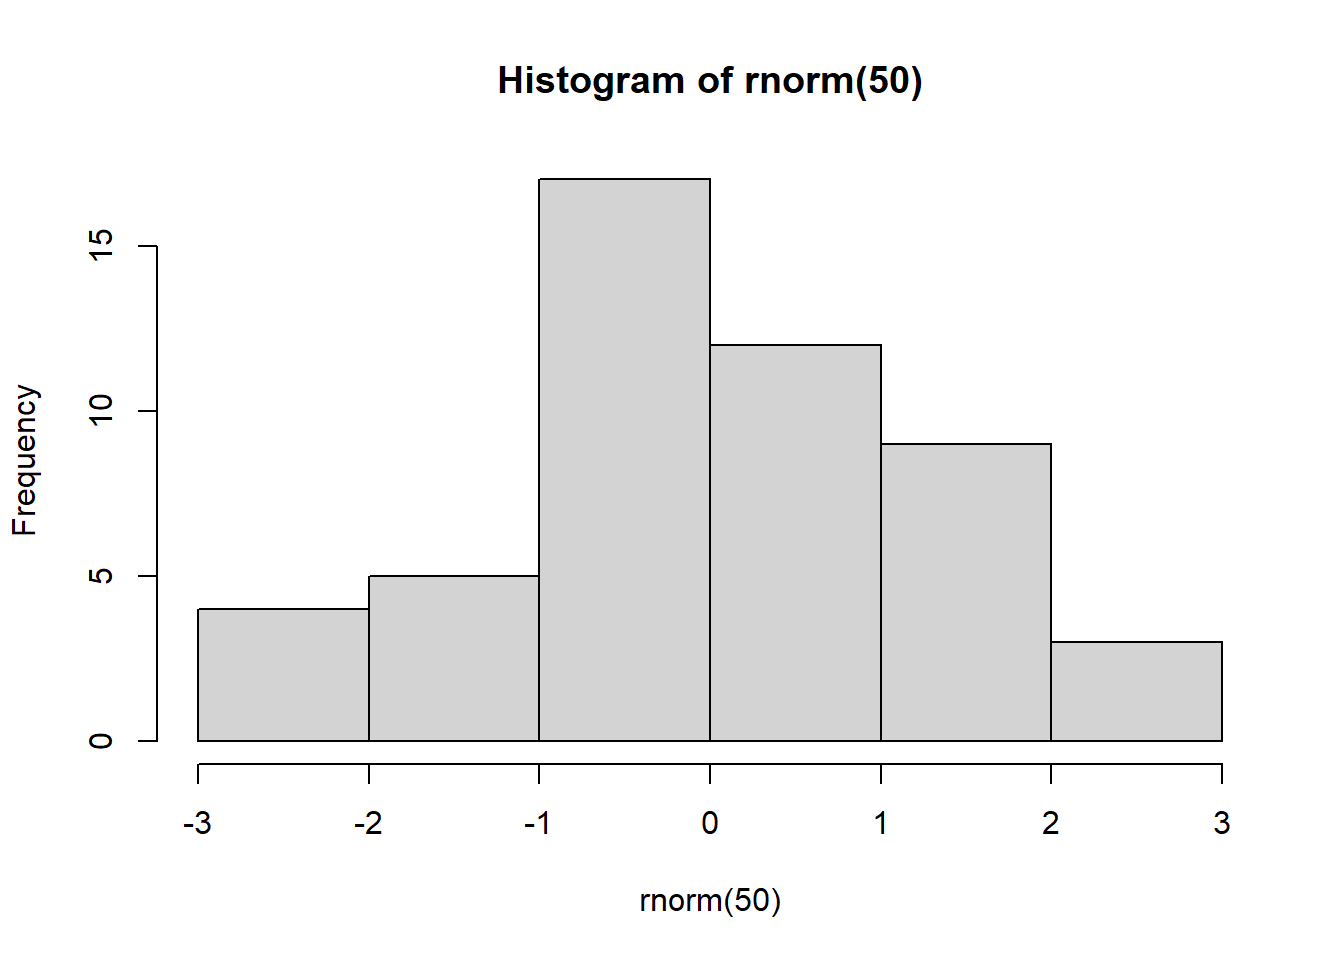 Histogram of rnorm(50)
Frequency
15
10
5
0
-3 -2 -1 0 1 2 3
rnorm(50)